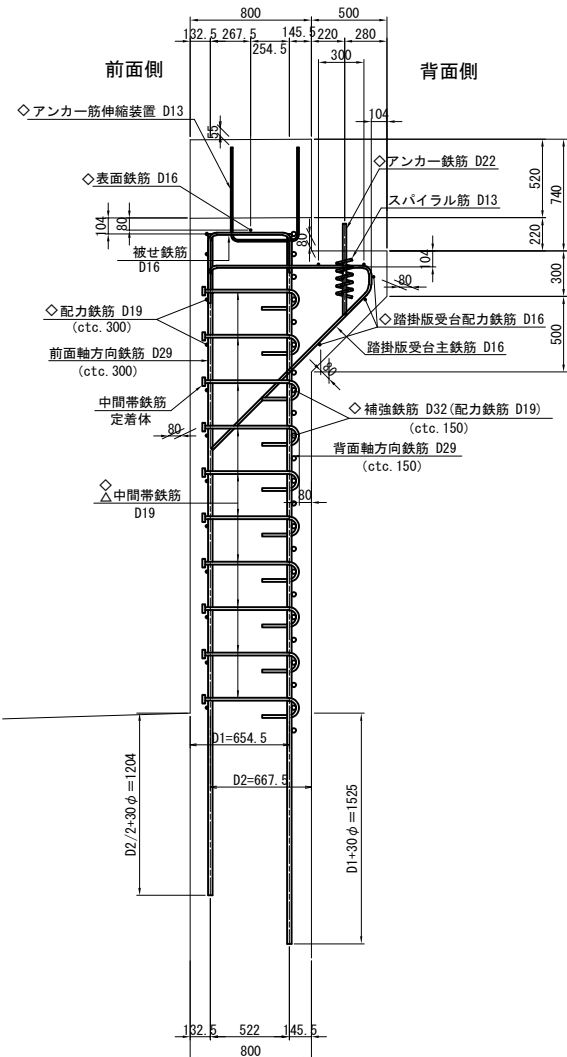 800
500
132.5
267.5
145.5
220
280
254.5
300
前面側
背面側
104
◇アンカー筋伸縮装置 D13
55
◇アンカー鉄筋 D22
◇表面鉄筋 D16
スパイラル筋 D13
520
740
104
80
220
80
被せ鉄筋
D16
104
300
80
◇配力鉄筋 D19
(ctc.300)
◇踏掛版受台配力鉄筋 D16
前面軸方向鉄筋 D29
(ctc.300)
踏掛版受台主鉄筋 D16
500
80
中間帯鉄筋
定着体
◇ 補強鉄筋 D32(配力鉄筋 D19)
(ctc.150)
80
背面軸方向鉄筋 D29
(ctc.150)
◇
△中間帯鉄筋
D19
80
D1=654.5
D2=667.5
D2/2+30φ=1204
D1+30φ=1525
132.5
522
145.5
800